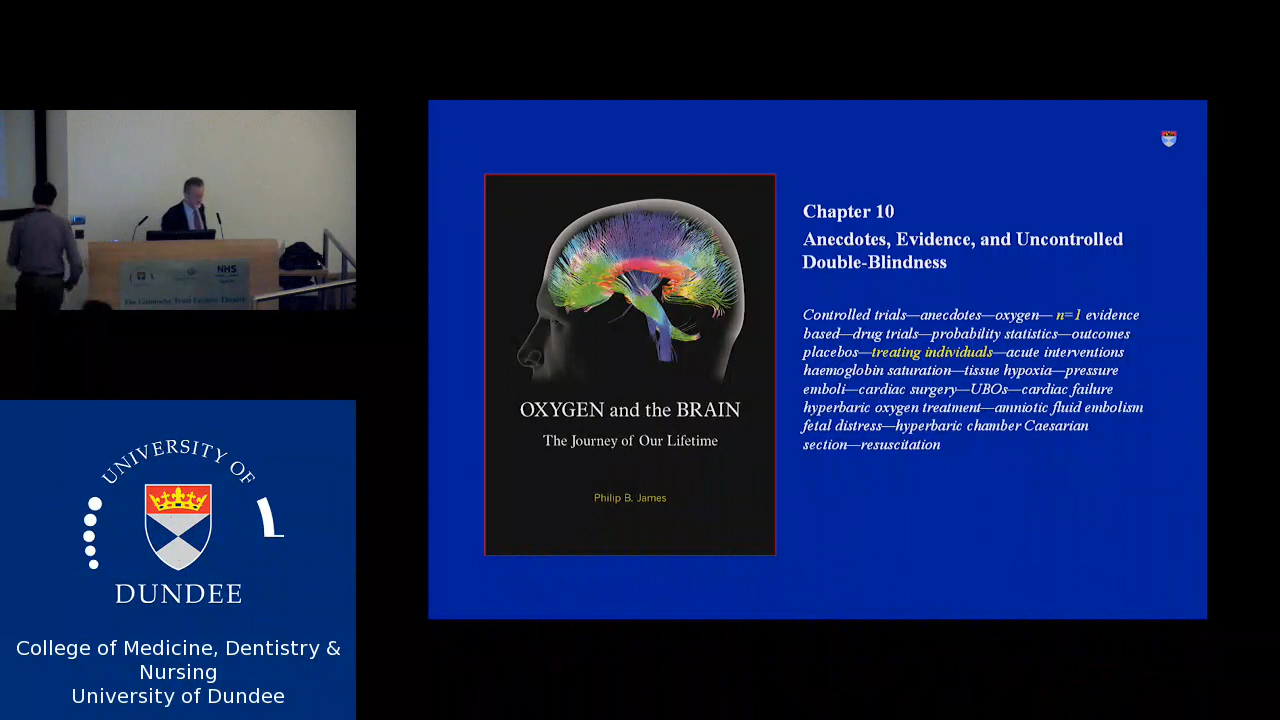 NHS
UNIVERSITY OF
DUNDEE
College of Medicine, Dentistry &
Nursing
University of Dundee
OXYGEN and the BRAIN
The Journey of Our Lifetime
Philip B. James
Chapter 10
Anecdotes, Evidence, and Uncontrolled
Double-Blindness
Controlled trials—anecdotes—oxygen— n=1 evidence
based—drug trials—probability statistics—outcomes
placebos—treating individuals—acute interventions
haemoglobin saturation—tissue hypoxia—pressure
emboli—cardiac surgery—UBOs—cardiac failure
hyperbaric oxygen treatment—amniotic fluid embolism
fetal distress—hyperbaric chamber Caesarian
section—resuscitation